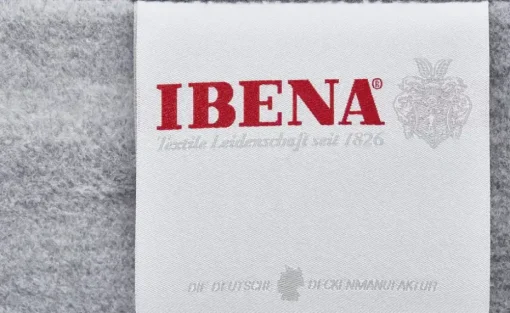 IBENA®
Textile Leidenschaft seit 1826
DIE DEUTSCHE DECKENMANUFAKTUR